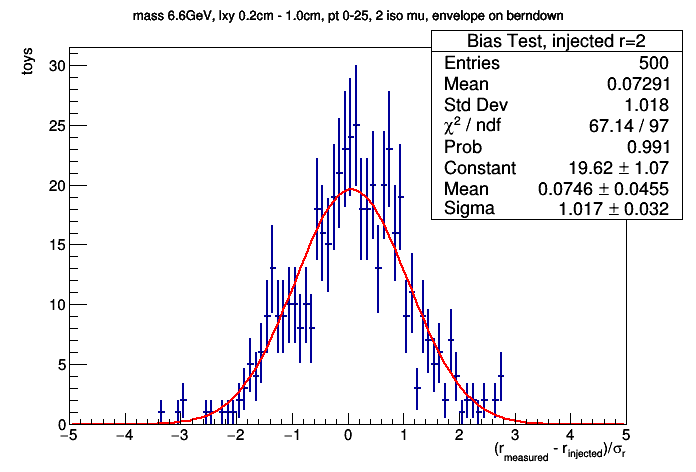 mass 6.6GeV, lxy 0.2cm - 1.0cm, pt 0-25, 2 iso mu, envelope on berndown
Bias Test, injected r=2
Entries 500
Mean 0.07291
Std Dev 1.018
χ² / ndf 67.14 / 97
Prob 0.991
Constant 19.62 ± 1.07
Mean 0.0746 ± 0.0455
Sigma 1.017 ± 0.032
toys
30
25
20
15
10
5
0
−5 −4 −3 −2 −1 0 1 2 3 4 5
(r_measured - r_injected)/σ_r